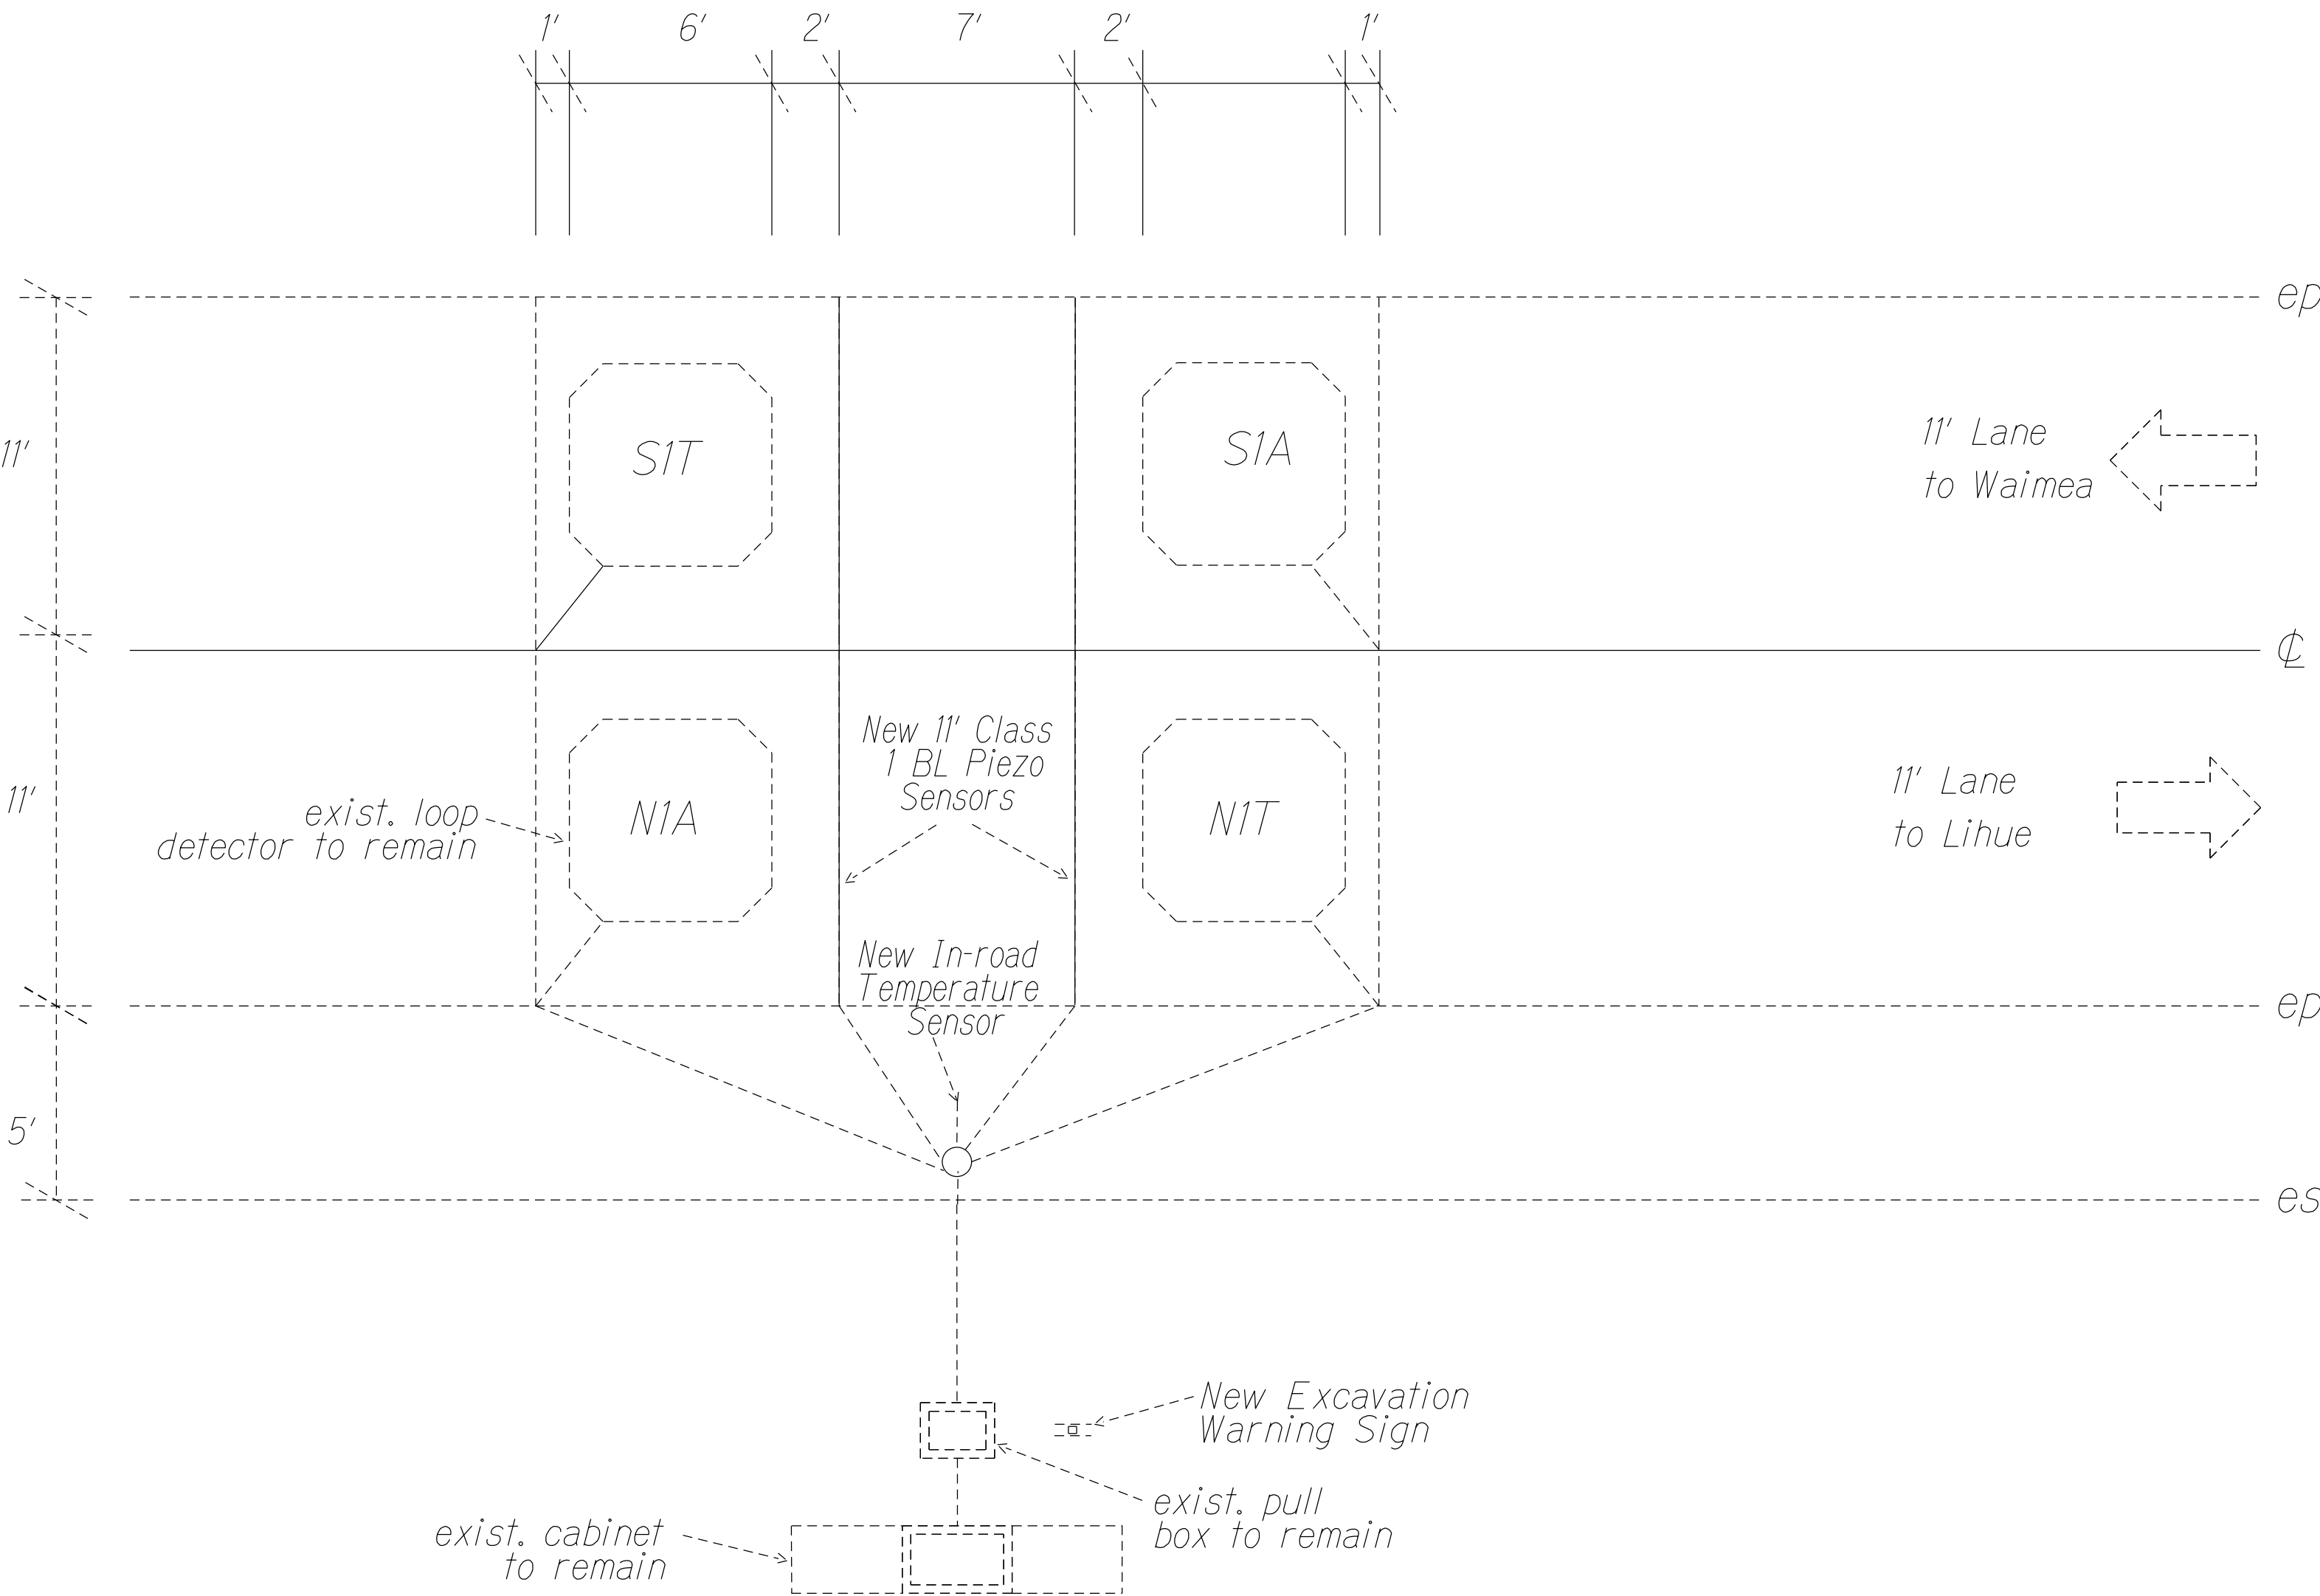 1' 6' 2' 7' 2' 1'
ep
11'
S1T S1A
11' Lane
to Waimea
℄
New 11' Class
1 BL Piezo
Sensors
11'
exist. loop
detector to remain
N1A N1T
11' Lane
to Lihue
New In-road
Temperature
Sensor
ep
5'
es
New Excavation
Warning Sign
exist. pull
box to remain
exist. cabinet
to remain